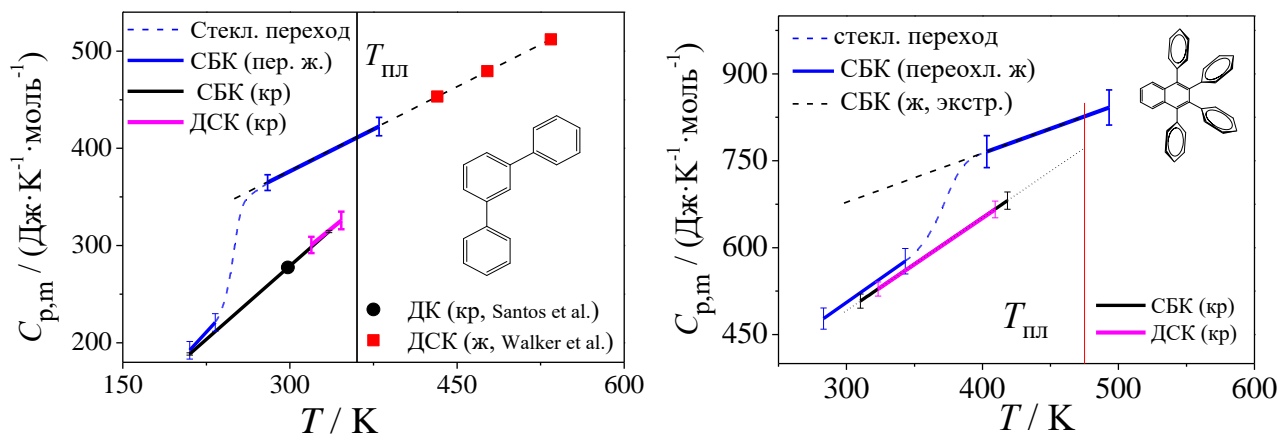 C p,m / (Дж·К⁻¹·моль⁻¹)
500
400
300
200
150
300
450
600
T / K
Стекл. переход
СБК (пер. ж.)
СБК (кр)
ДСК (кр)
Tпл
ДК (кр, Santos et al.)
ДСК (ж, Walker et al.)
C p,m / (Дж·К⁻¹·моль⁻¹)
900
750
600
450
300
400
500
600
T / K
стекл. переход
СБК (переохл. ж)
СБК (ж, экстр.)
Tпл
СБК (кр)
ДСК (кр)